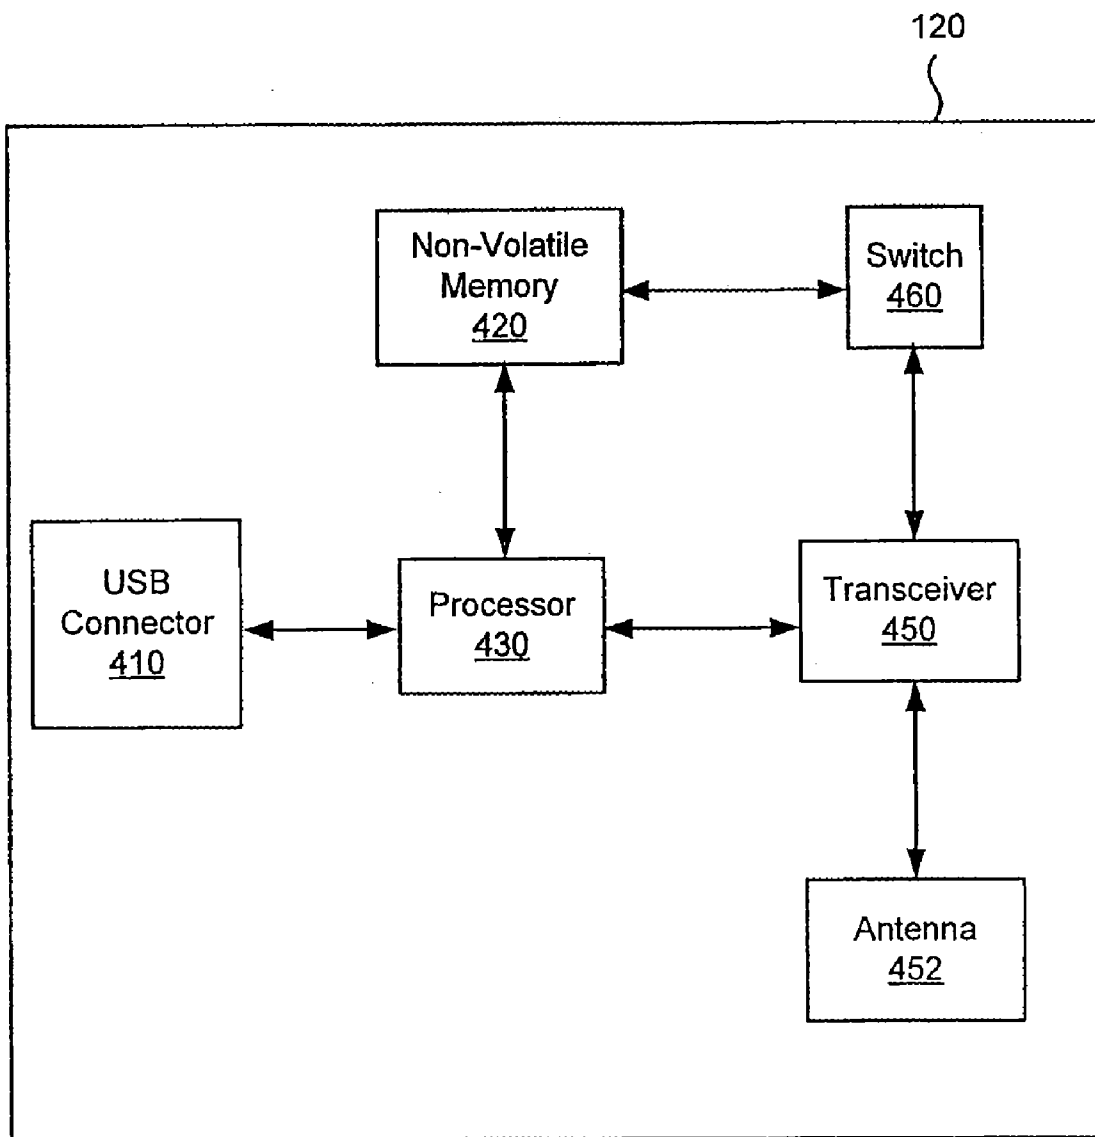 120
Non-Volatile
Memory
420
Switch
460
USB
Connector
410
Processor
430
Transceiver
450
Antenna
452